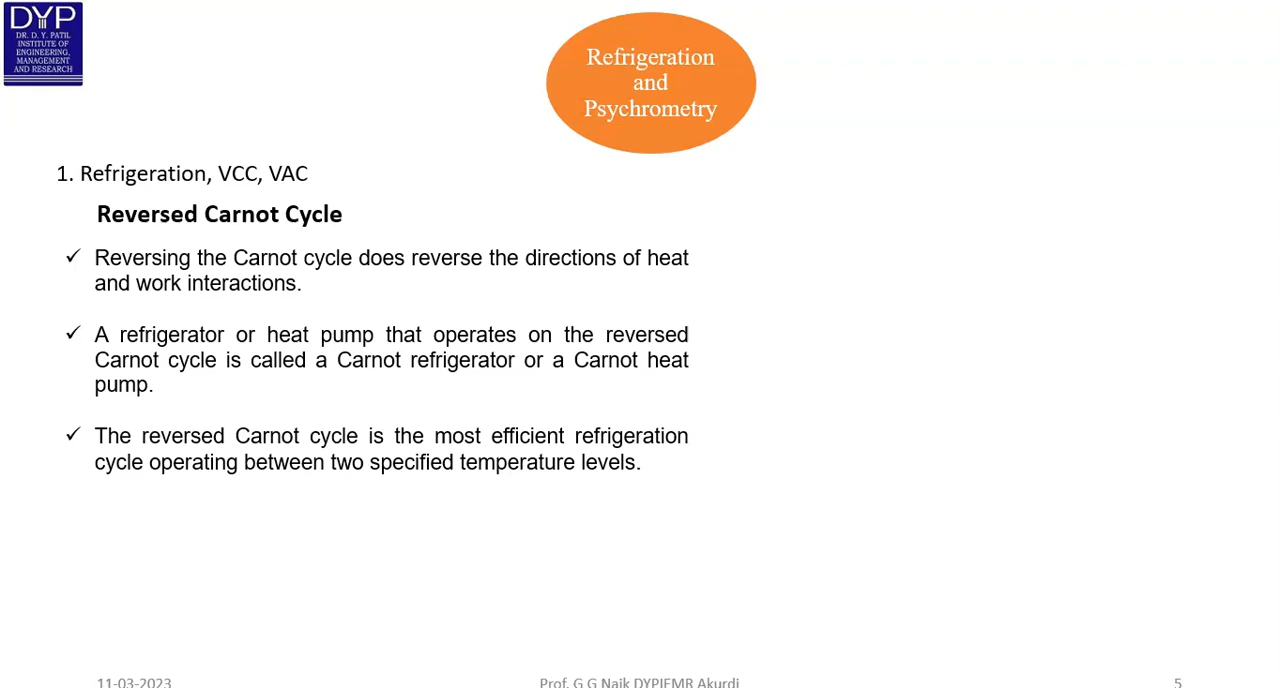 DYP
DR. D. Y. PATIL
INSTITUTE OF
ENGINEERING,
MANAGEMENT
AND RESEARCH
Refrigeration
and
Psychrometry
1. Refrigeration, VCC, VAC
Reversed Carnot Cycle
✓ Reversing the Carnot cycle does reverse the directions of heat
and work interactions.
✓ A refrigerator or heat pump that operates on the reversed
Carnot cycle is called a Carnot refrigerator or a Carnot heat
pump.
✓ The reversed Carnot cycle is the most efficient refrigeration
cycle operating between two specified temperature levels.
11-03-2023
Prof. G G Naik DYPIEMR Akurdi
5